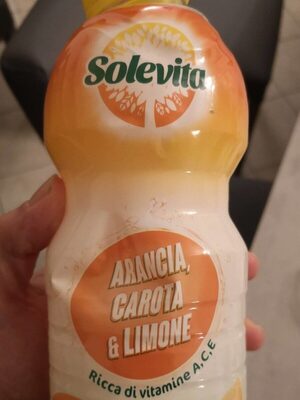 Solevita
ARANCIA,
CAROTA
& LIMONE
Ricca di vitamine A, C, E